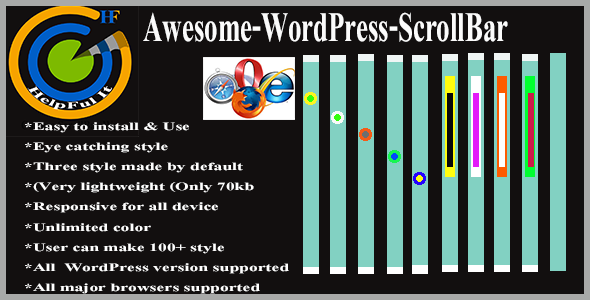 HF
Awesome-WordPress-ScrollBar
HelpFul It
*Easy to install & Use
*Eye catching style
*Three style made by default
*(Very lightweight (Only 70kb
*Responsive for all device
*Unlimited color
*User can make 100+ style
*All WordPress version supported
*All major browsers supported